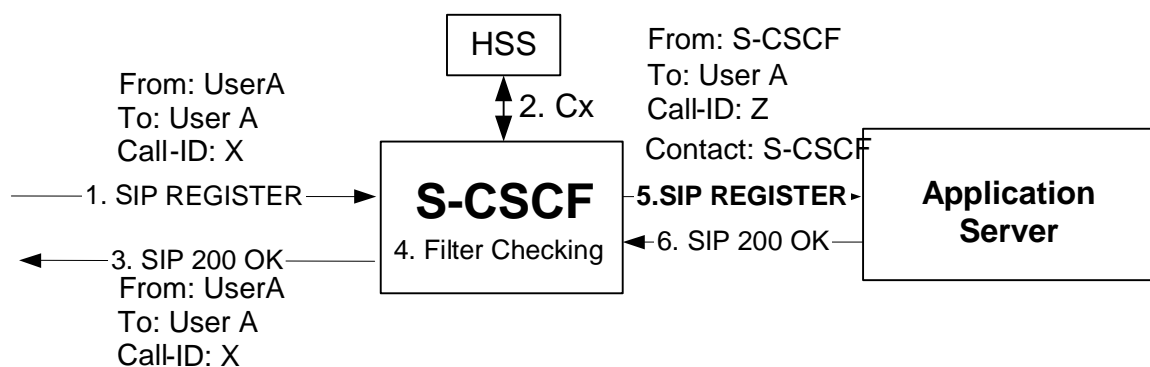 HSS
From: S-CSCF
To: User A
Call-ID: Z
Contact: S-CSCF
From: UserA
To: User A
Call-ID: X
2. Cx
1. SIP REGISTER
S-CSCF
4. Filter Checking
5.SIP REGISTER
Application
Server
6. SIP 200 OK
3. SIP 200 OK
From: UserA
To: User A
Call-ID: X